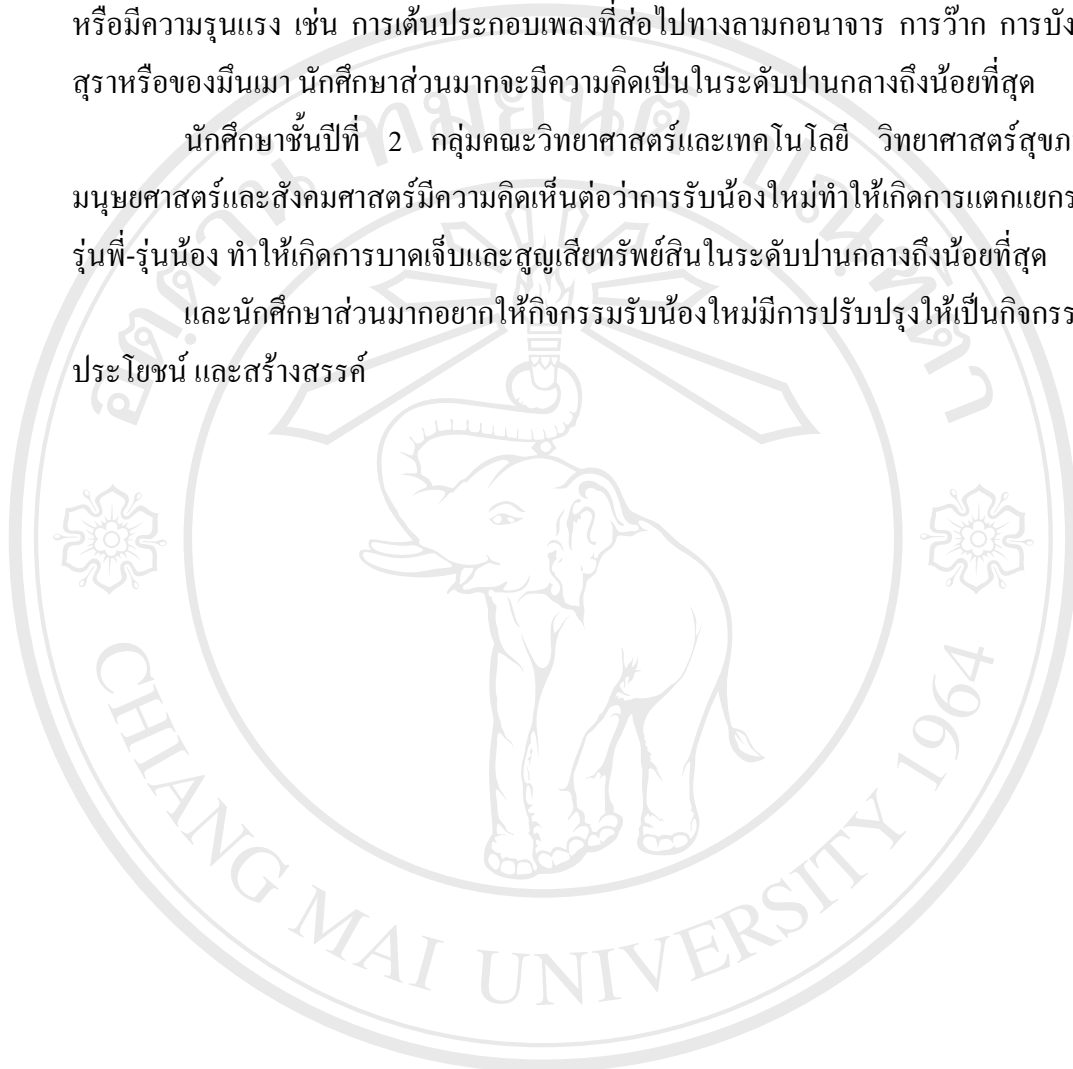 หรือมีความรุนแรง เช่น การเต้นประกอบเพลงที่ส่อไปทางลามกอนาจาร การว๊าก การบัง
สุราหรือของมึนเมา นักศึกษาส่วนมากจะมีความคิดเป็นในระดับปานกลางถึงน้อยที่สุด
นักศึกษาชั้นปีที่ 2 กลุ่มคณะวิทยาศาสตร์และเทคโนโลยี วิทยาศาสตร์สุขภ
มนุษยศาสตร์และสังคมศาสตร์มีความคิดเห็นต่อว่าการรับน้องใหม่ทำให้เกิดการแตกแยกร
รุ่นพี่-รุ่นน้อง ทำให้เกิดการบาดเจ็บและสูญเสียทรัพย์สินในระดับปานกลางถึงน้อยที่สุด
และนักศึกษาส่วนมากอยากให้กิจกรรมรับน้องใหม่มีการปรับปรุงให้เป็นกิจกรร
ประโยชน์ และสร้างสรรค์
อตฺตานํ ทมยนฺติ ปณฺฑิตา
CHIANG MAI UNIVERSITY 1964